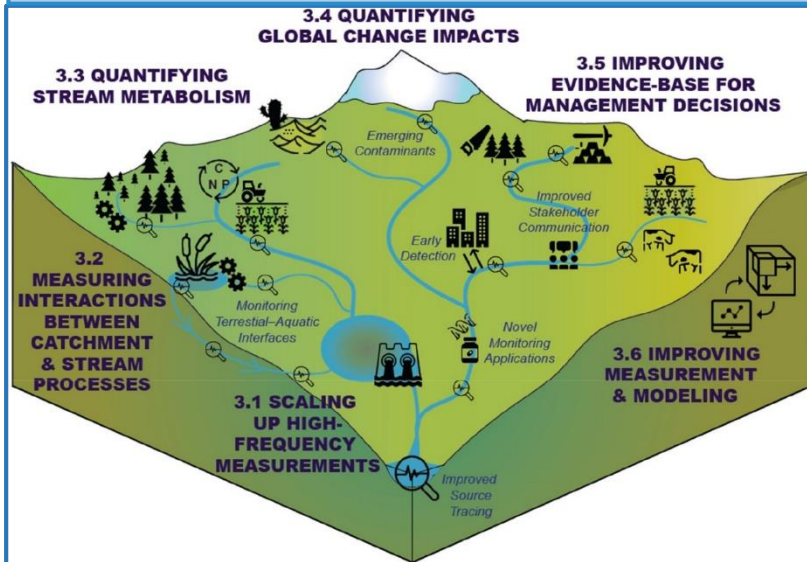 3.4 QUANTIFYING
GLOBAL CHANGE IMPACTS
3.3 QUANTIFYING
STREAM METABOLISM
3.5 IMPROVING
EVIDENCE-BASE FOR
MANAGEMENT DECISIONS
Emerging
Contaminants
C
N P
Improved
Stakeholder
Communication
Early
Detection
3.2
MEASURING
INTERACTIONS
BETWEEN
CATCHMENT
& STREAM
PROCESSES
Monitoring
Terrestial–Aquatic
Interfaces
Novel
Monitoring
Applications
3.6 IMPROVING
MEASUREMENT
& MODELING
3.1 SCALING
UP HIGH-
FREQUENCY
MEASUREMENTS
Improved
Source
Tracing